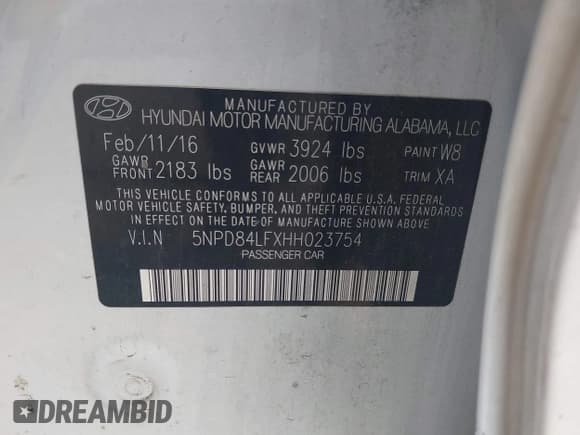 MANUFACTURED BY
HYUNDAI MOTOR MANUFACTURING ALABAMA, LLC
Feb/11/16 GVWR 3924 lbs PAINT W8
GAWR FRONT 2183 lbs GAWR REAR 2006 lbs TRIM XA
THIS VEHICLE CONFORMS TO ALL APPLICABLE U.S.A. FEDERAL
MOTOR VEHICLE SAFETY, BUMPER, AND THEFT PREVENTION STANDARDS
IN EFFECT ON THE DATE OF MANUFACTURE SHOWN ABOVE.
V.I.N 5NPD84LFXHH023754
PASSENGER CAR
DREAMBID